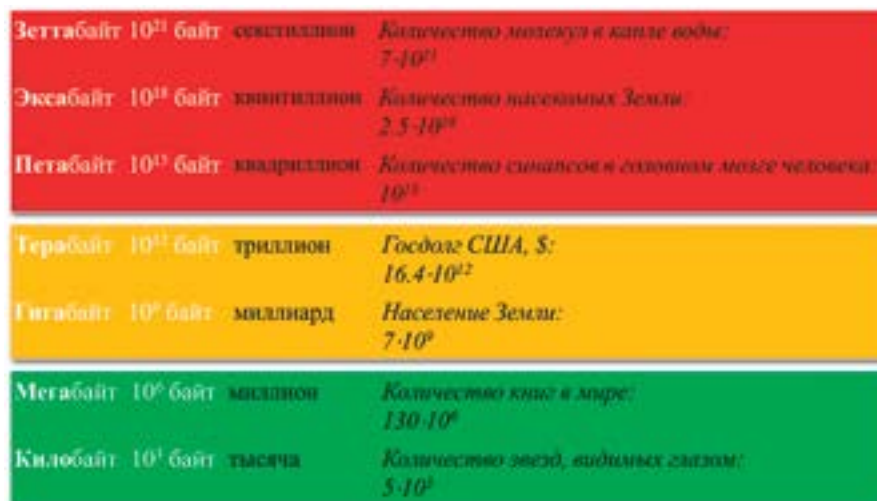 Зеттабайт 10²¹ байт секстиллион Количество молекул в капле воды:
7·10²¹
Эксабайт 10¹⁸ байт квинтиллион Количество насекомых Земли:
2.5·10¹⁸
Петабайт 10¹⁵ байт квадриллион Количество синапсов в головном мозге человека:
10¹⁵
Терабайт 10¹² байт триллион Госдолг США, $:
16.4·10¹²
Гигабайт 10⁹ байт миллиард Население Земли:
7·10⁹
Мегабайт 10⁶ байт миллион Количество книг в мире:
130·10⁶
Килобайт 10³ байт тысяча Количество звезд, видимых глазом:
5·10³